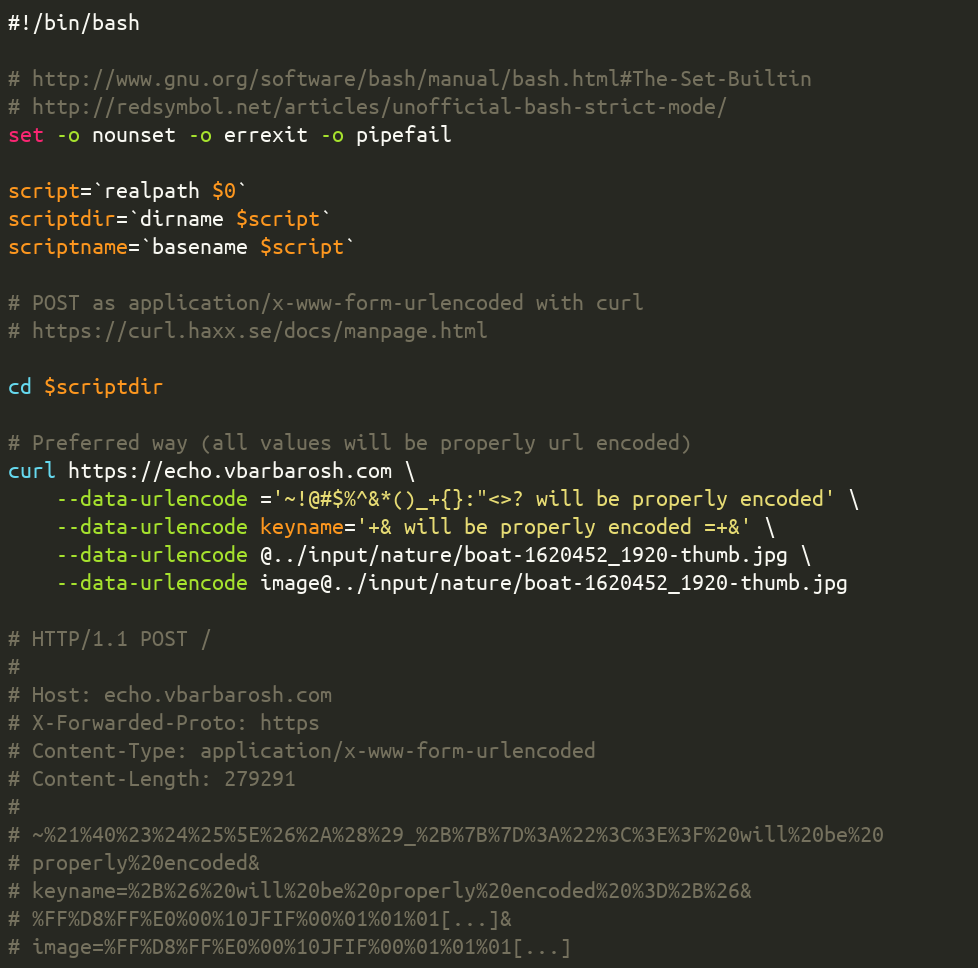 #!/bin/bash

# http://www.gnu.org/software/bash/manual/bash.html#The-Set-Builtin
# http://redsymbol.net/articles/unofficial-bash-strict-mode/
set -o nounset -o errexit -o pipefail

script=`realpath $0`
scriptdir=`dirname $script`
scriptname=`basename $script`

# POST as application/x-www-form-urlencoded with curl
# https://curl.haxx.se/docs/manpage.html

cd $scriptdir

# Preferred way (all values will be properly url encoded)
curl https://echo.vbarbarosh.com \
    --data-urlencode ='~!@#$%^&*()_+{}:"<>? will be properly encoded' \
    --data-urlencode keyname='+& will be properly encoded =+&' \
    --data-urlencode @../input/nature/boat-1620452_1920-thumb.jpg \
    --data-urlencode image@../input/nature/boat-1620452_1920-thumb.jpg

# HTTP/1.1 POST /
#
# Host: echo.vbarbarosh.com
# X-Forwarded-Proto: https
# Content-Type: application/x-www-form-urlencoded
# Content-Length: 279291
#
# ~%21%40%23%24%25%5E%26%2A%28%29_%2B%7B%7D%3A%22%3C%3E%3F%20will%20be%20
# properly%20encoded&
# keyname=%2B%26%20will%20be%20properly%20encoded%20%3D%2B%26&
# %FF%D8%FF%E0%00%10JFIF%00%01%01%01[...]&
# image=%FF%D8%FF%E0%00%10JFIF%00%01%01%01[...]